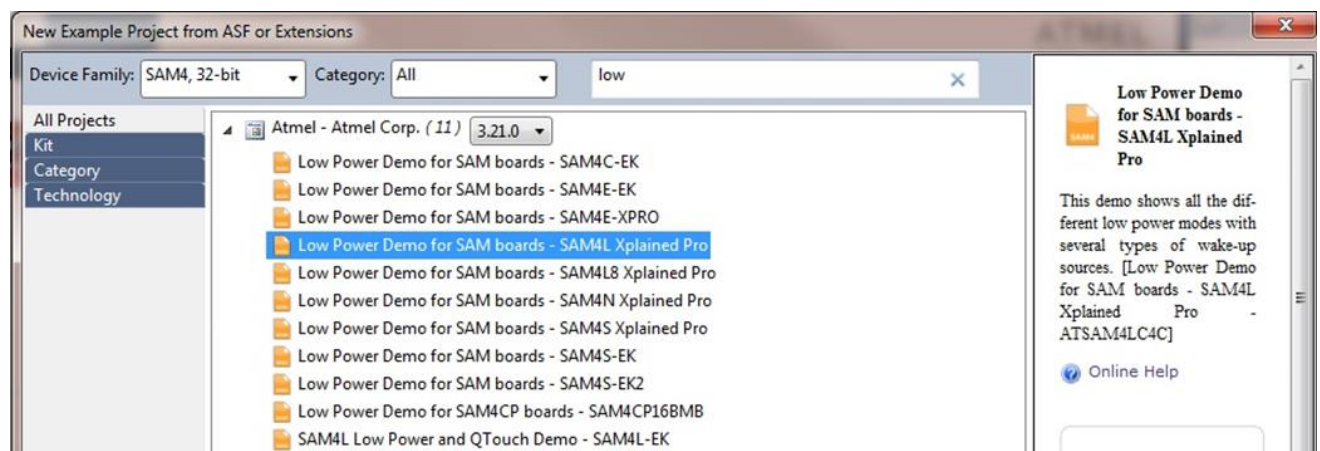 New Example Project from ASF or Extensions
Device Family: SAM4, 32-bit Category: All low
All Projects
Kit
Category
Technology
Atmel - Atmel Corp. (11) 3.21.0
Low Power Demo for SAM boards - SAM4C-EK
Low Power Demo for SAM boards - SAM4E-EK
Low Power Demo for SAM boards - SAM4E-XPRO
Low Power Demo for SAM boards - SAM4L Xplained Pro
Low Power Demo for SAM boards - SAM4L8 Xplained Pro
Low Power Demo for SAM boards - SAM4N Xplained Pro
Low Power Demo for SAM boards - SAM4S Xplained Pro
Low Power Demo for SAM boards - SAM4S-EK
Low Power Demo for SAM boards - SAM4S-EK2
Low Power Demo for SAM4CP boards - SAM4CP16BMB
SAM4L Low Power and QTouch Demo - SAM4L-EK
Low Power Demo
for SAM boards -
SAM4L Xplained
Pro
This demo shows all the dif-
ferent low power modes with
several types of wake-up
sources. [Low Power Demo
for SAM boards - SAM4L
Xplained Pro -
ATSAM4LC4C]
Online Help